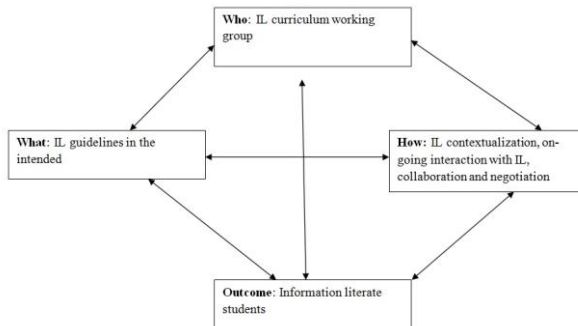 Who: IL curriculum working
group
What: IL guidelines in the
intended
How: IL contextualization, on-
going interaction with IL,
collaboration and negotiation
Outcome: Information literate
students